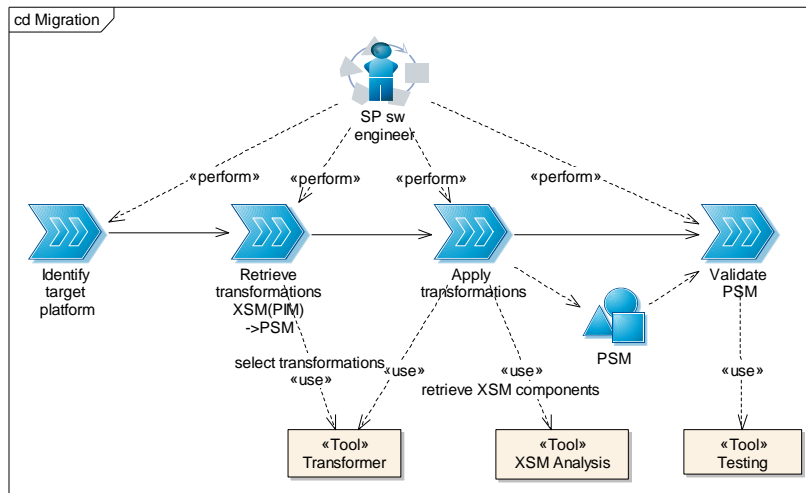 cd Migration
SP sw
engineer
«perform»
«perform»
«perform»
«perform»
Identify
target
platform
Retrieve
transformations
XSM(PIM)
->PSM
Apply
transformations
Validate
PSM
PSM
select transformations
«use»
«use»
«use»
retrieve XSM components
«use»
«Tool»
Transformer
«Tool»
XSM Analysis
«Tool»
Testing